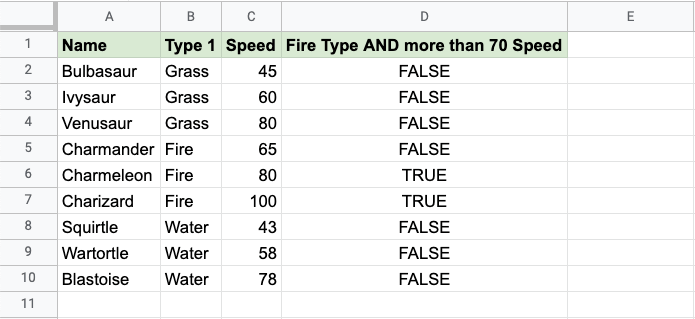 A B C D E
1 Name Type 1 Speed Fire Type AND more than 70 Speed
2 Bulbasaur Grass 45 FALSE
3 Ivysaur Grass 60 FALSE
4 Venusaur Grass 80 FALSE
5 Charmander Fire 65 FALSE
6 Charmeleon Fire 80 TRUE
7 Charizard Fire 100 TRUE
8 Squirtle Water 43 FALSE
9 Wartortle Water 58 FALSE
10 Blastoise Water 78 FALSE
11